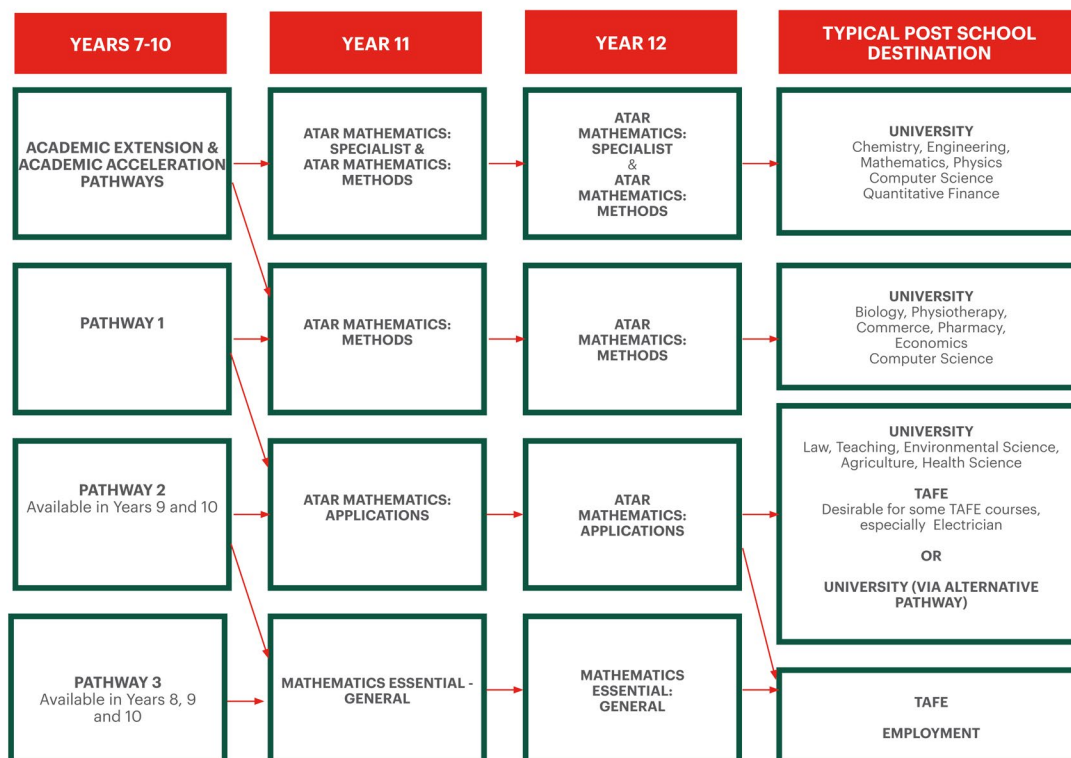 YEARS 7-10
YEAR 11
YEAR 12
TYPICAL POST SCHOOL
DESTINATION
ACADEMIC EXTENSION &
ACADEMIC ACCELERATION
PATHWAYS
ATAR MATHEMATICS:
SPECIALIST &
ATAR MATHEMATICS:
METHODS
ATAR
MATHEMATICS:
SPECIALIST
&
ATAR
MATHEMATICS:
METHODS
UNIVERSITY
Chemistry, Engineering,
Mathematics, Physics
Computer Science
Quantitative Finance
PATHWAY 1
ATAR MATHEMATICS:
METHODS
ATAR
MATHEMATICS:
METHODS
UNIVERSITY
Biology, Physiotherapy,
Commerce, Pharmacy,
Economics
Computer Science
PATHWAY 2
Available in Years 9 and 10
ATAR MATHEMATICS:
APPLICATIONS
ATAR
MATHEMATICS:
APPLICATIONS
UNIVERSITY
Law, Teaching, Environmental Science,
Agriculture, Health Science
TAFE
Desirable for some TAFE courses,
especially Electrician
OR
UNIVERSITY (VIA ALTERNATIVE
PATHWAY)
PATHWAY 3
Available in Years 8, 9
and 10
MATHEMATICS ESSENTIAL -
GENERAL
MATHEMATICS
ESSENTIAL:
GENERAL
TAFE
EMPLOYMENT